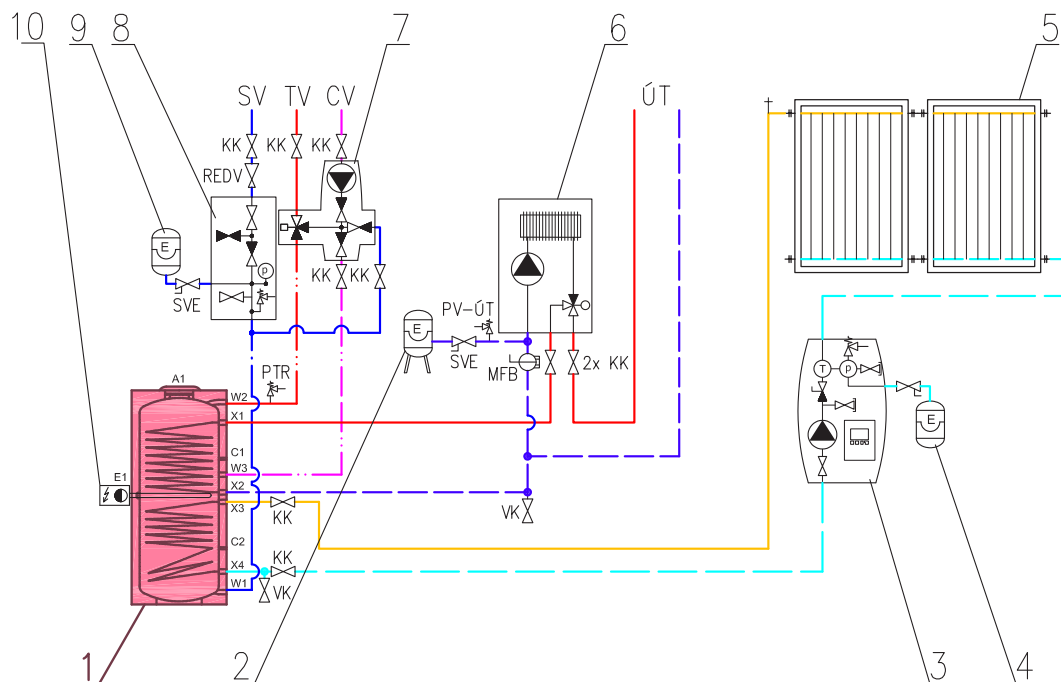 10 9 8 7 6 5
SV TV CV ÚT
KK KK KK
REDV
E
p
SVE
KK KK
PV-ÚT
E
SVE
MFB
2x KK
PTR
A1
W2
X1
C1
W3
E1
X2
X3
KK
VK
C2
KK
X4
W1
VK
T p
E
1 2 3 4